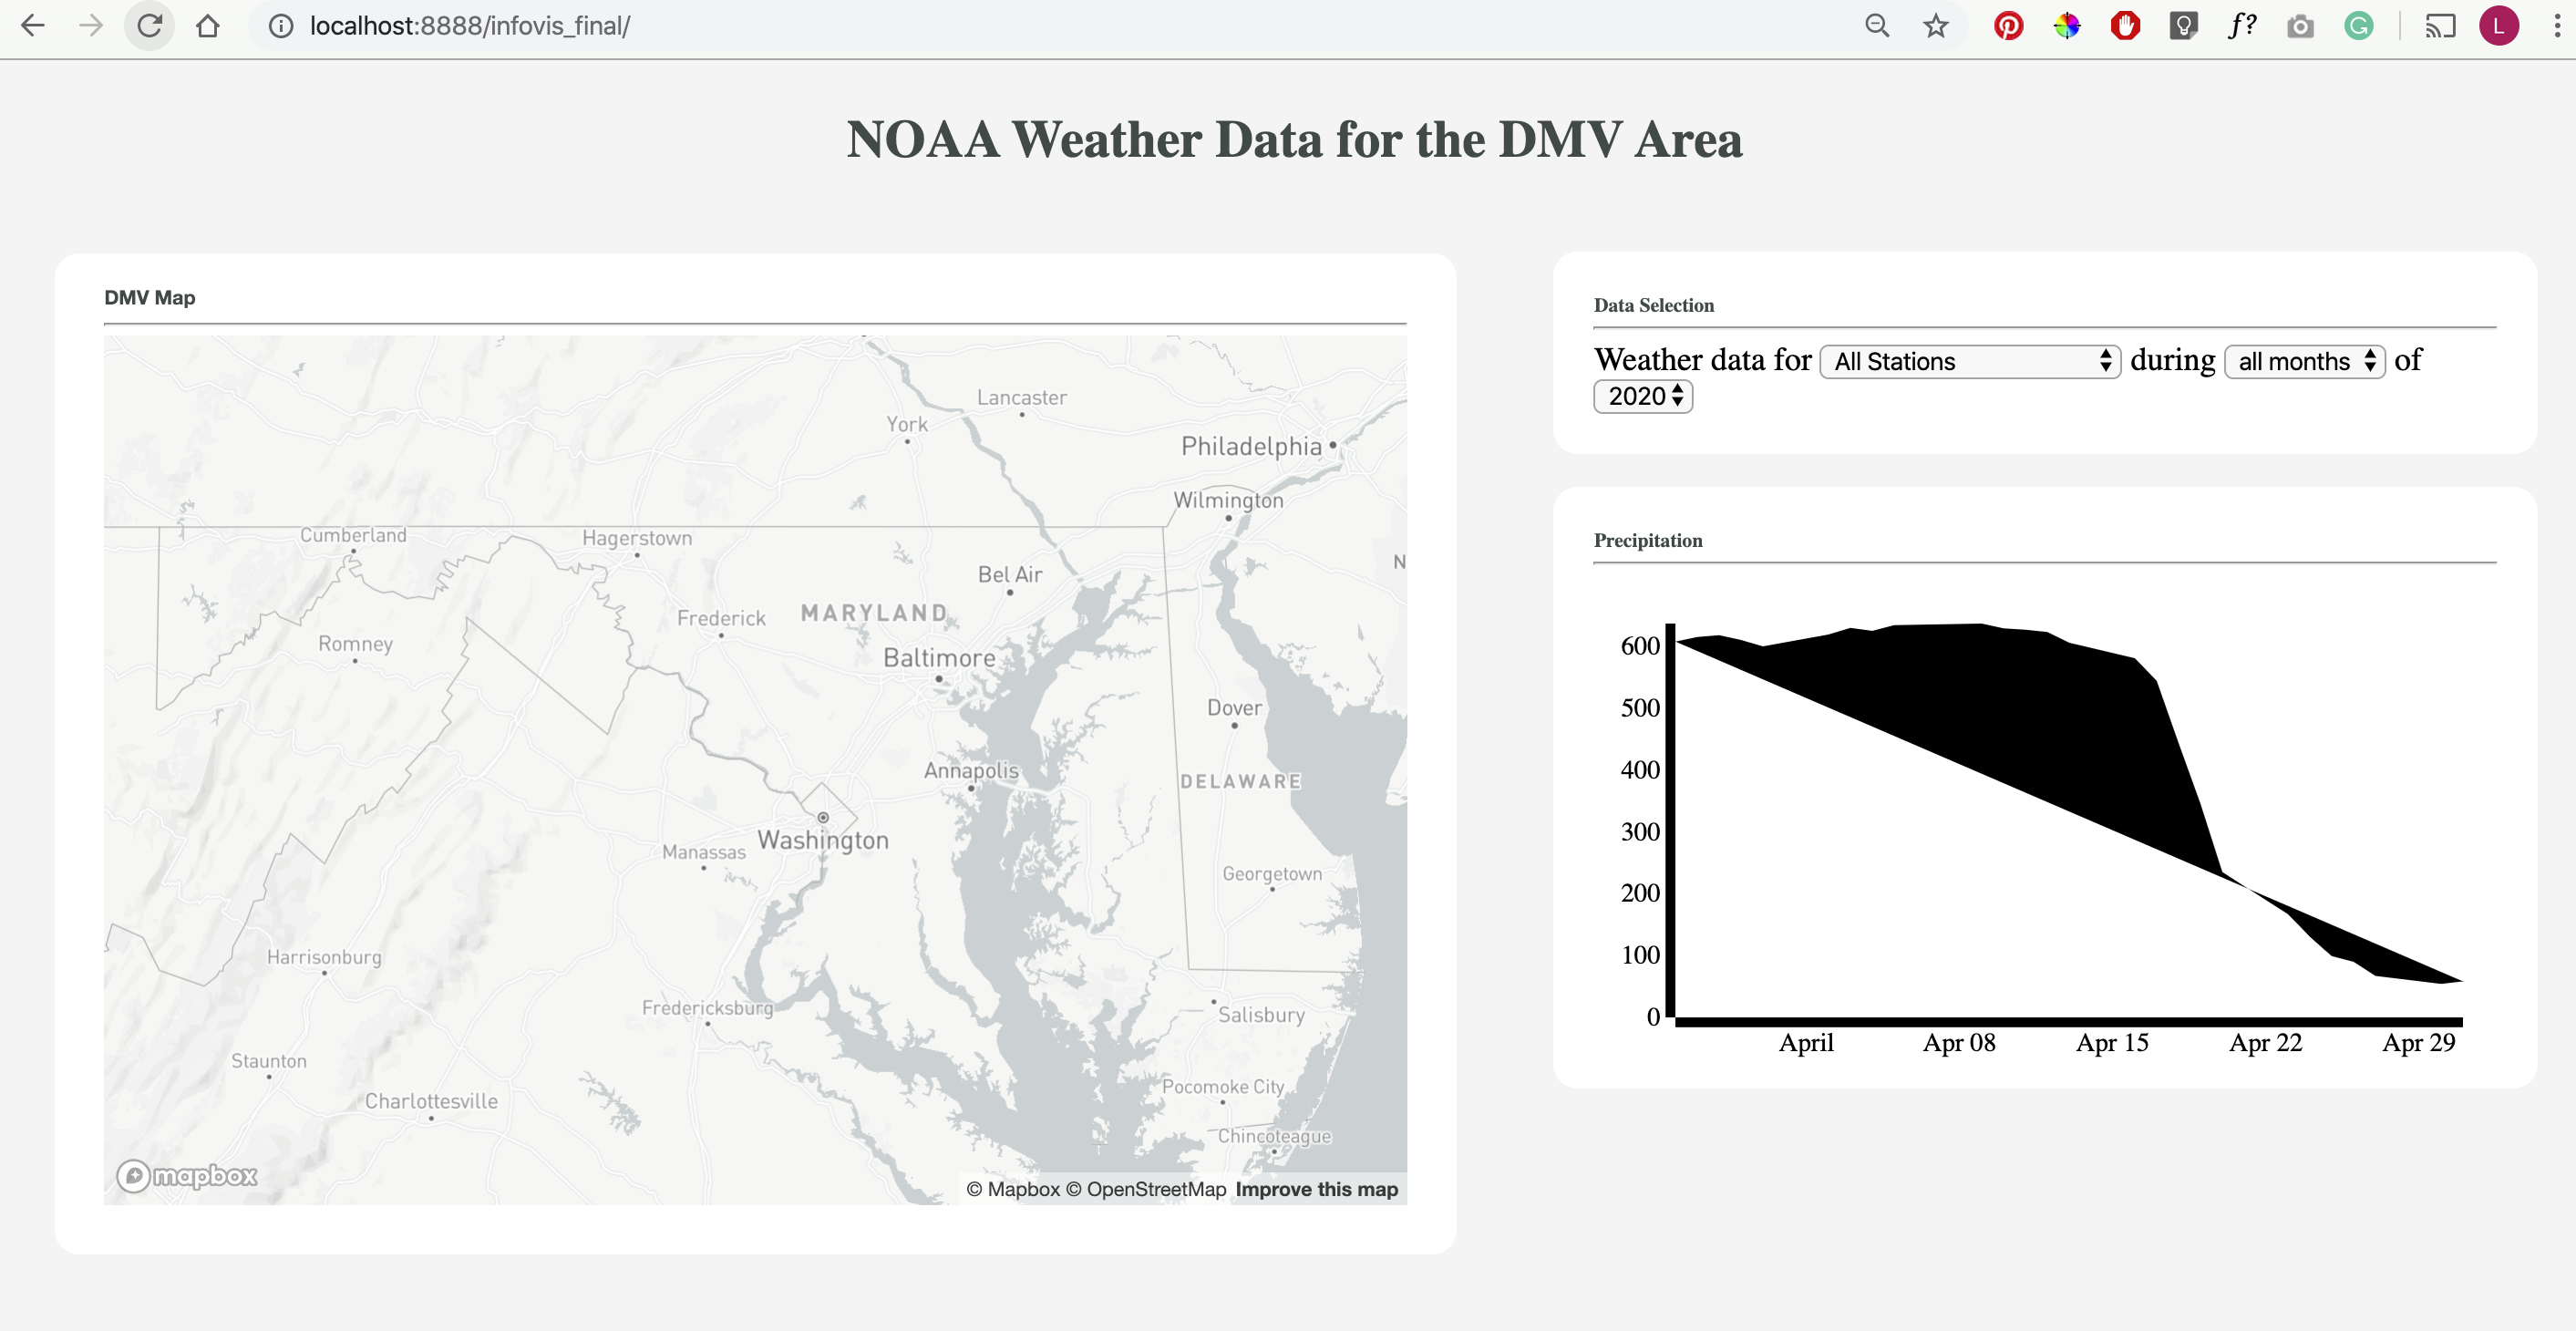 localhost:8888/infovis_final/
f?
G
L
NOAA Weather Data for the DMV Area
DMV Map
Lancaster
York
Philadelphia
Wilmington
Cumberland
Hagerstown
N
Bel Air
Frederick
MARYLAND
Romney
Baltimore
Dover
Annapolis
DELAWARE
Washington
Manassas
Georgetown
Harrisonburg
Fredericksburg
Salisbury
Staunton
Pocomoke City
Charlottesville
Chincoteague
mapbox
© Mapbox © OpenStreetMap Improve this map
Data Selection
Weather data for All Stations during all months of
2020
Precipitation
600
500
400
300
200
100
0
April Apr 08 Apr 15 Apr 22 Apr 29